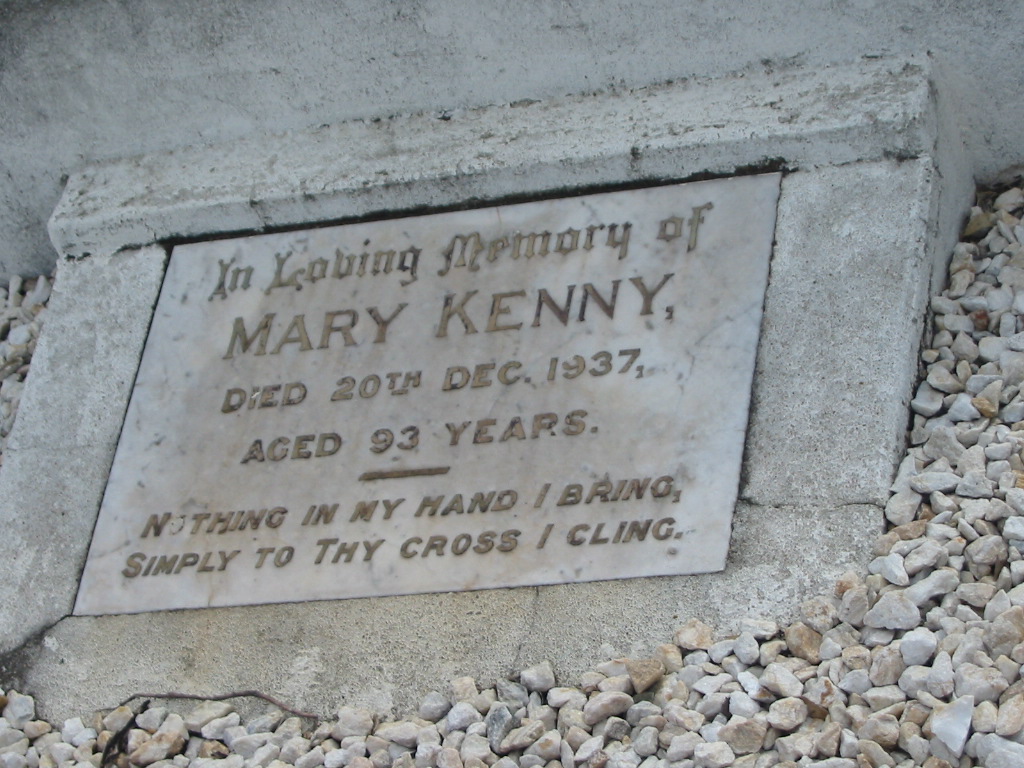 In Loving Memory of
MARY KENNY,
DIED 20TH DEC. 1937,
AGED 93 YEARS.
NOTHING IN MY HAND I BRING,
SIMPLY TO THY CROSS I CLING.